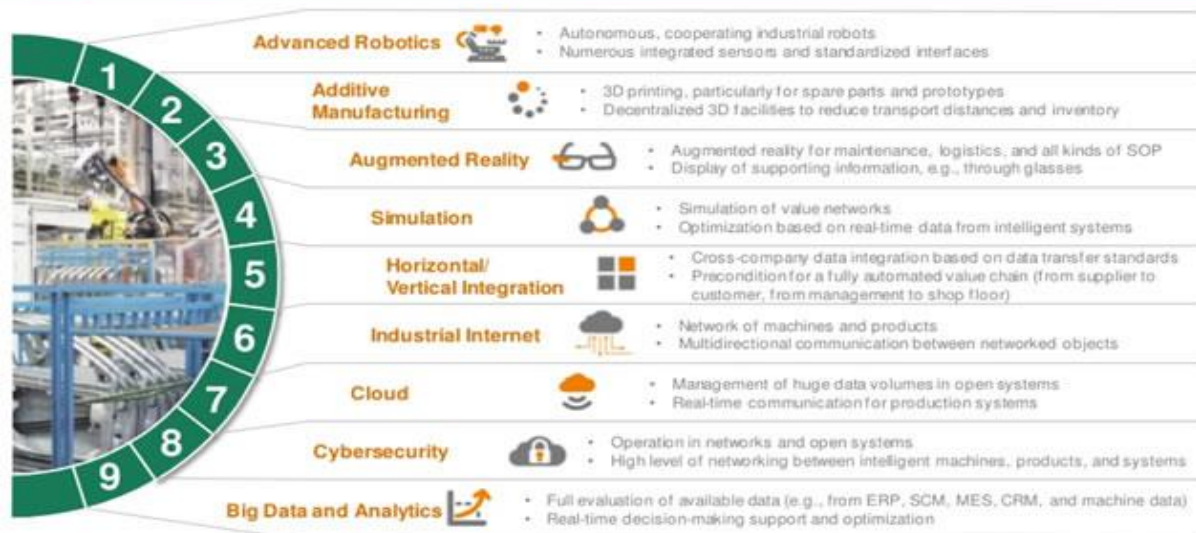 1
Advanced Robotics
• Autonomous, cooperating industrial robots
• Numerous integrated sensors and standardized interfaces
2
Additive
Manufacturing
• 3D printing, particularly for spare parts and prototypes
• Decentralized 3D facilities to reduce transport distances and inventory
3
Augmented Reality
• Augmented reality for maintenance, logistics, and all kinds of SOP
• Display of supporting information, e.g., through glasses
4
Simulation
• Simulation of value networks
• Optimization based on real-time data from intelligent systems
5
Horizontal/
Vertical Integration
• Cross-company data integration based on data transfer standards
• Precondition for a fully automated value chain (from supplier to
customer, from management to shop floor)
6
Industrial Internet
• Network of machines and products
• Multidirectional communication between networked objects
7
Cloud
• Management of huge data volumes in open systems
• Real-time communication for production systems
8
Cybersecurity
• Operation in networks and open systems
• High level of networking between intelligent machines, products, and systems
9
Big Data and Analytics
• Full evaluation of available data (e.g., from ERP, SCM, MES, CRM, and machine data)
• Real-time decision-making support and optimization